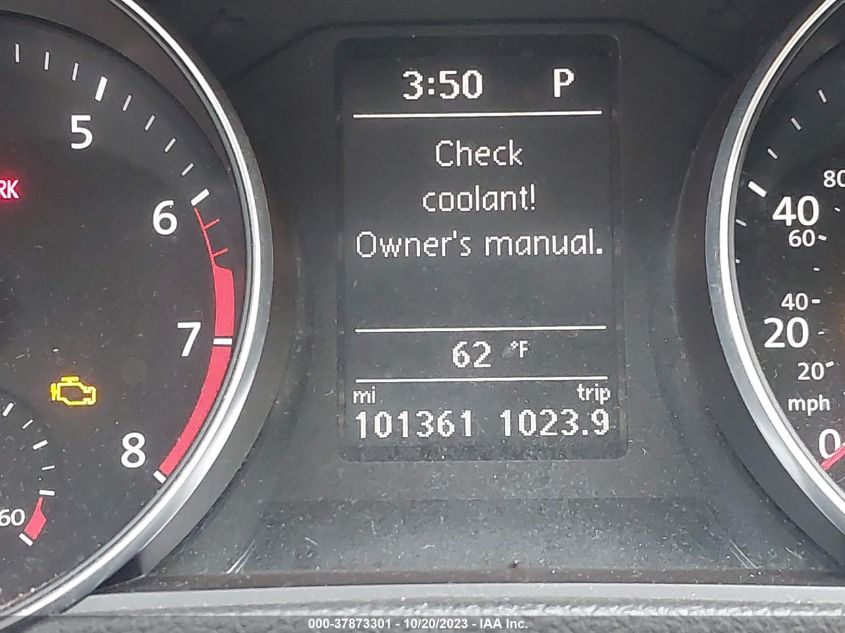 3:50 P
Check
coolant!
Owner's manual.
62 °F
mi trip
101361 1023.9
5
6
7
8
60
RK
80
40
60
40
20
20
mph
0
000-37873301 - 10/20/2023 - IAA Inc.